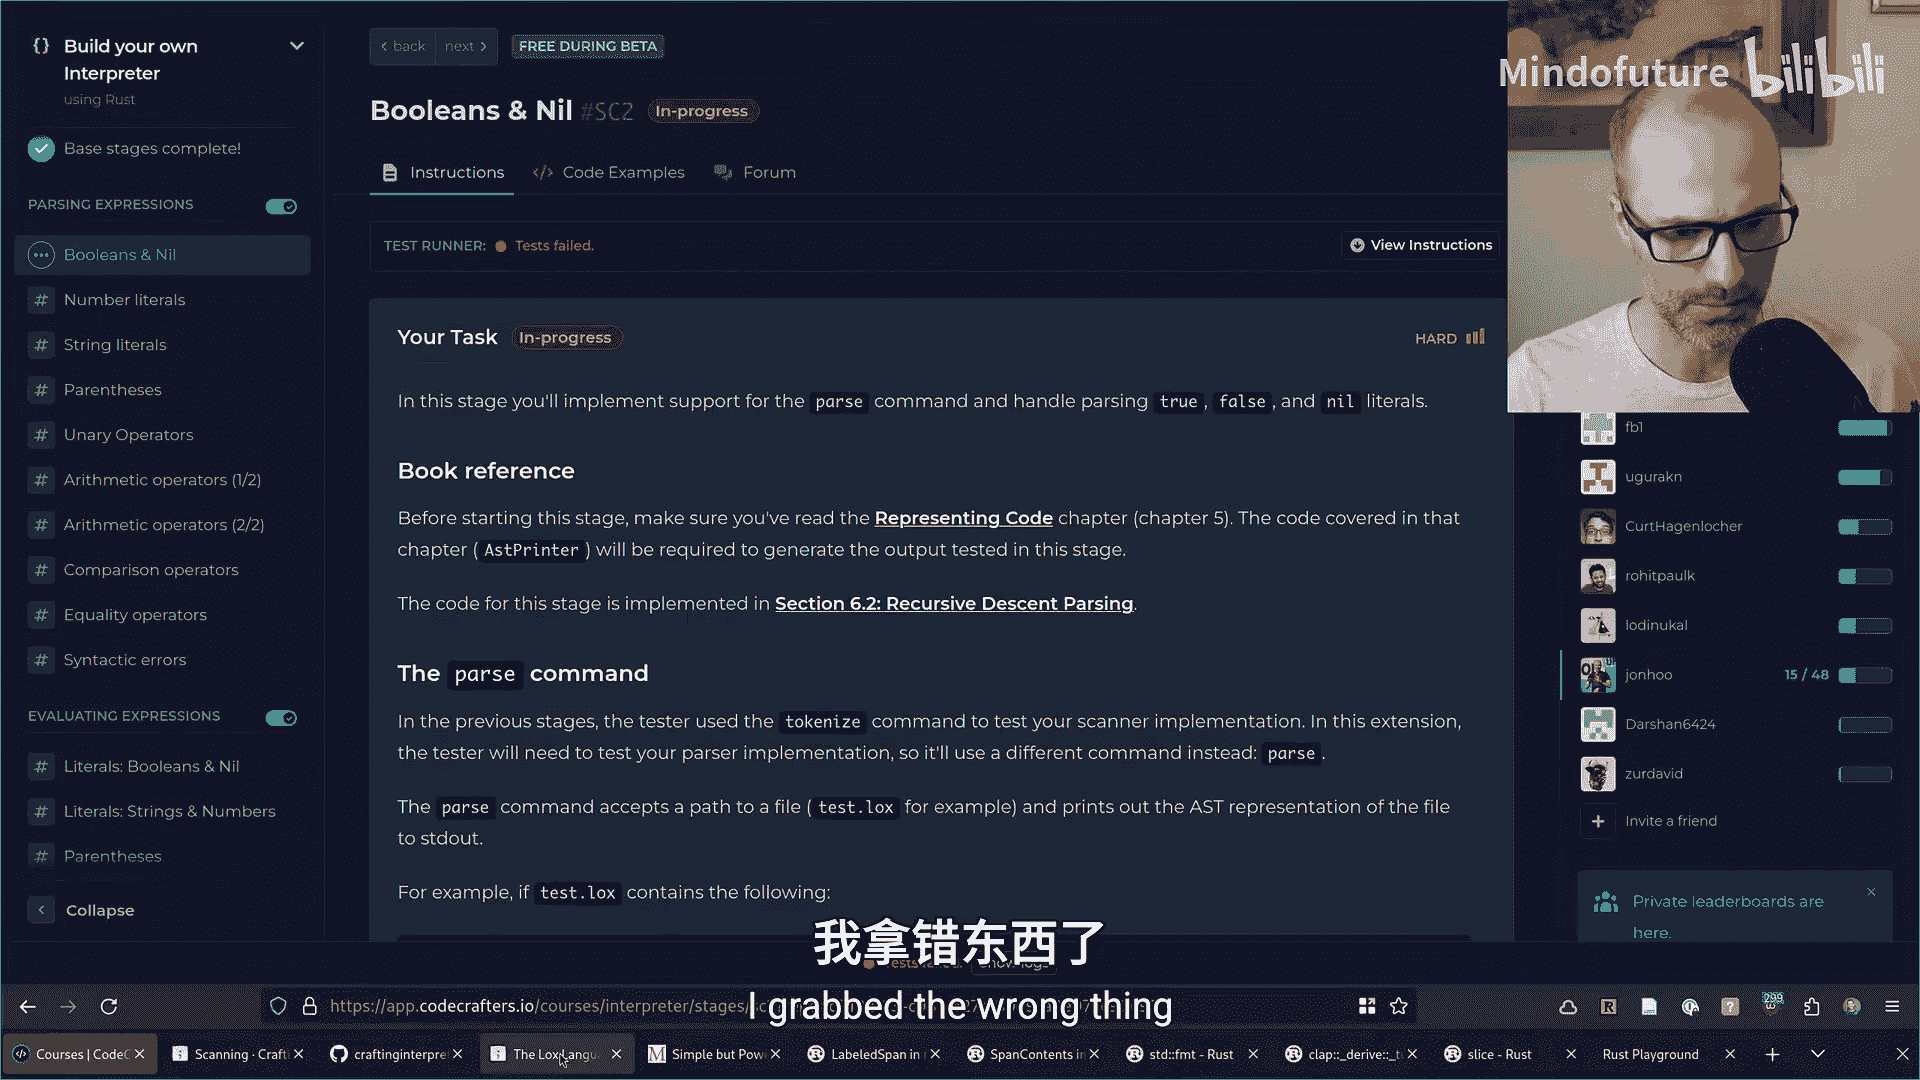 Build your own
Interpreter
using Rust
Base stages complete!
PARSING EXPRESSIONS
Booleans & Nil
# Number literals
# String literals
# Parentheses
# Unary Operators
# Arithmetic operators (1/2)
# Arithmetic operators (2/2)
# Comparison operators
# Equality operators
# Syntactic errors
EVALUATING EXPRESSIONS
# Literals: Booleans & Nil
# Literals: Strings & Numbers
# Parentheses
Collapse
back next FREE DURING BETA
Booleans & Nil #SC2 In-progress
Instructions Code Examples Forum
TEST RUNNER: Tests failed. View Instructions
Your Task In-progress HARD
In this stage you'll implement support for the parse command and handle parsing true, false, and nil literals.
Book reference
Before starting this stage, make sure you've read the Representing Code chapter (chapter 5). The code covered in that
chapter (AstPrinter) will be required to generate the output tested in this stage.
The code for this stage is implemented in Section 6.2: Recursive Descent Parsing.
The parse command
In the previous stages, the tester used the tokenize command to test your scanner implementation. In this extension,
the tester will need to test your parser implementation, so it'll use a different command instead: parse.
The parse command accepts a path to a file (test.lox for example) and prints out the AST representation of the file
to stdout.
For example, if test.lox contains the following:
Mindofuture bilibili
fb1
ugurakn
CurtHagenlocher
rohitpaulk
lodinukal
jonhoo 15 / 48
Darshan6424
zurdavid
Invite a friend
Private leaderboards are
here.
我拿错东西了
I grabbed the wrong thing
https://app.codecrafters.io/courses/interpreter/stages/
299
Courses | CodeC
Scanning · Craft
craftinginterpre
The Lox Langu
Simple but Pow
LabeledSpan in
SpanContents in
std::fmt - Rust
clap::_derive::_t
slice - Rust
Rust Playground